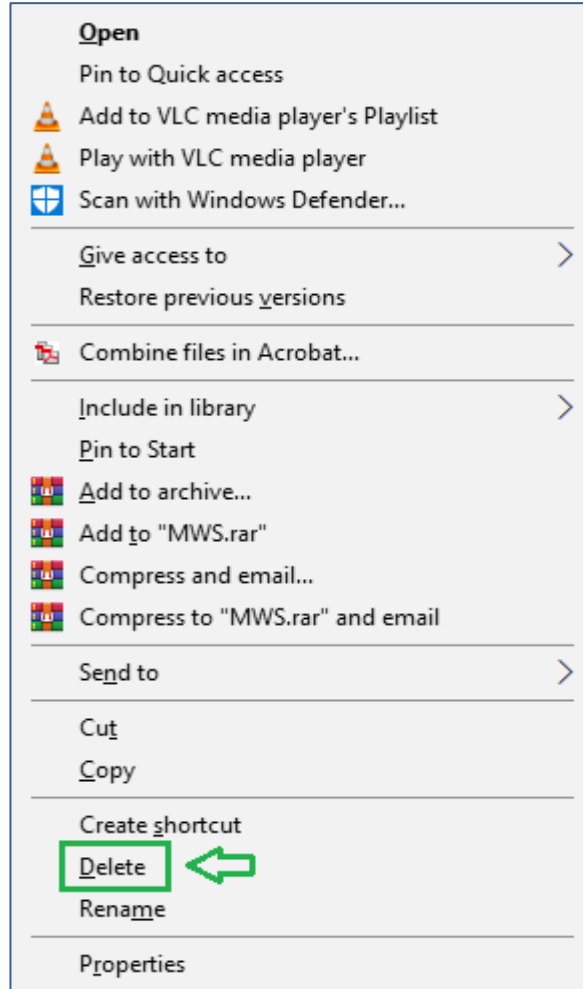 Open
Pin to Quick access
Add to VLC media player's Playlist
Play with VLC media player
Scan with Windows Defender...
Give access to
Restore previous versions
Combine files in Acrobat...
Include in library
Pin to Start
Add to archive...
Add to "MWS.rar"
Compress and email...
Compress to "MWS.rar" and email
Send to
Cut
Copy
Create shortcut
Delete
Rename
Properties